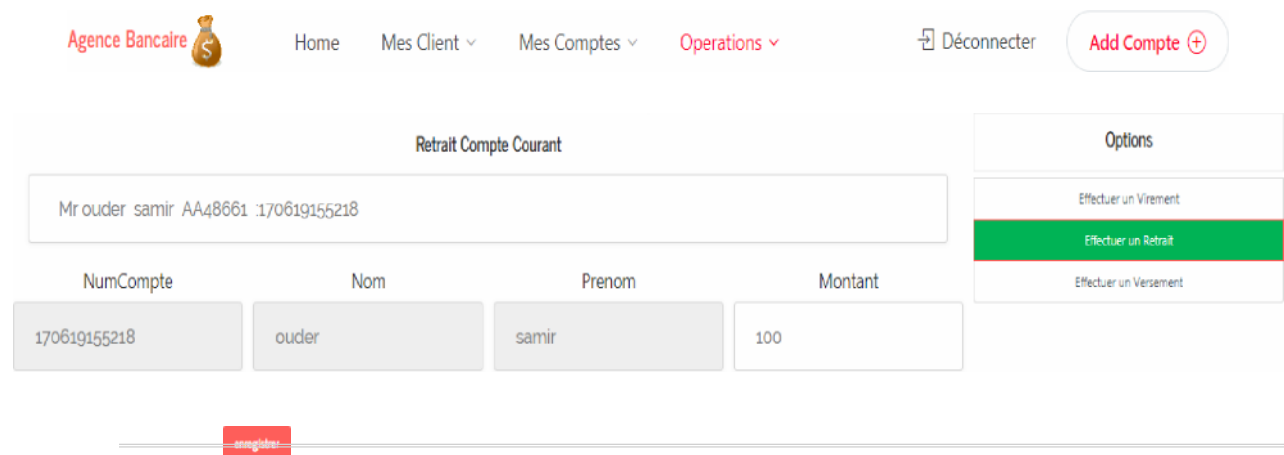 Agence Bancaire $ Home Mes Client Mes Comptes Operations Déconnecter Add Compte
Retrait Compte Courant
Mr ouder samir AA48661 :170619155218
NumCompte Nom Prenom Montant
170619155218 ouder samir 100
Options
Effectuer un Virement
Effectuer un Retrait
Effectuer un Versement
enregistrer